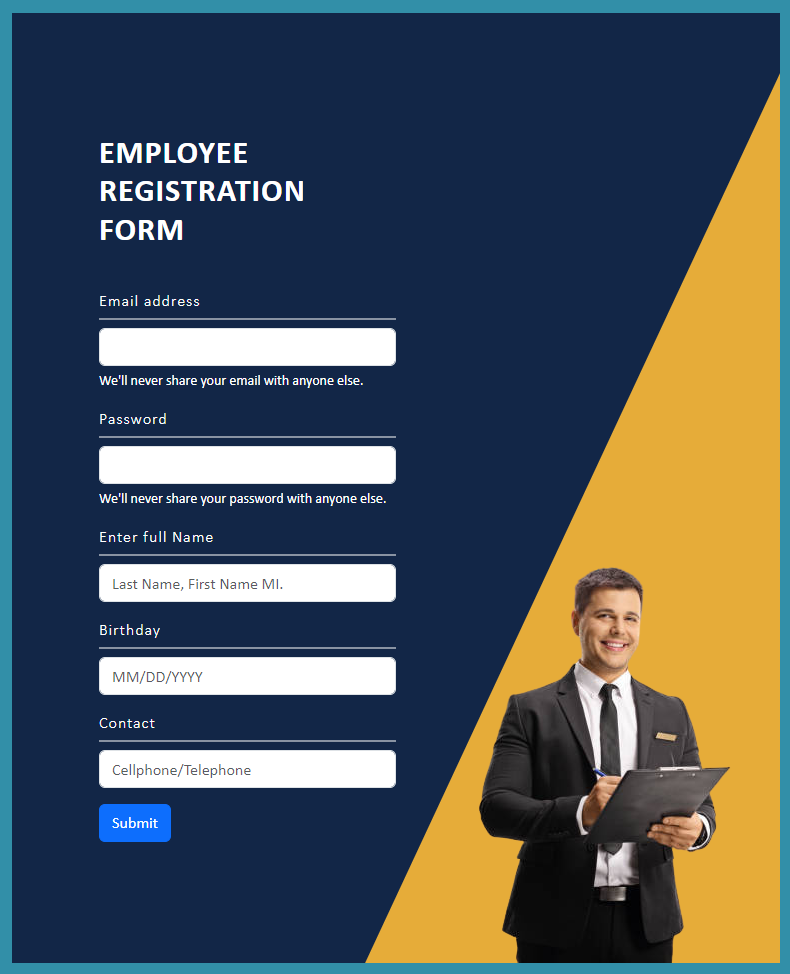 EMPLOYEE
REGISTRATION
FORM
Email address
We'll never share your email with anyone else.
Password
We'll never share your password with anyone else.
Enter full Name
Last Name, First Name MI.
Birthday
MM/DD/YYYY
Contact
Cellphone/Telephone
Submit